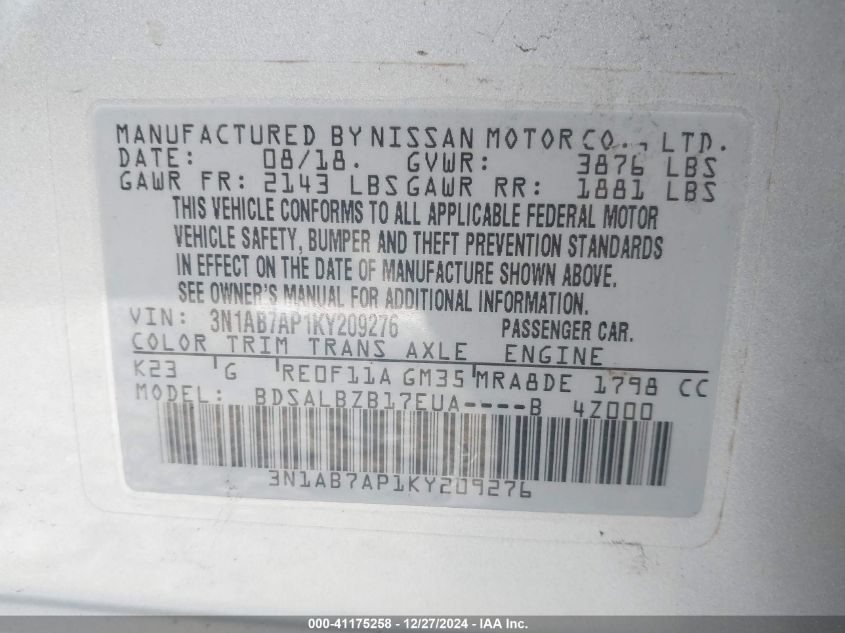 MANUFACTURED BY NISSAN MOTOR CO., LTD.
DATE: 08/18. GVWR: 3876 LBS
GAWR FR: 2143 LBS GAWR RR: 1881 LBS
THIS VEHICLE CONFORMS TO ALL APPLICABLE FEDERAL MOTOR
VEHICLE SAFETY, BUMPER AND THEFT PREVENTION STANDARDS
IN EFFECT ON THE DATE OF MANUFACTURE SHOWN ABOVE.
SEE OWNER'S MANUAL FOR ADDITIONAL INFORMATION.
VIN: 3N1AB7AP1KY209276 PASSENGER CAR.
COLOR TRIM TRANS AXLE ENGINE
K23 G RE0F11A GM35 MRA8DE 1798 CC
MODEL: BDSALBZB17EUA----B 4Z000
3N1AB7AP1KY209276
000-41175258 - 12/27/2024 - IAA Inc.